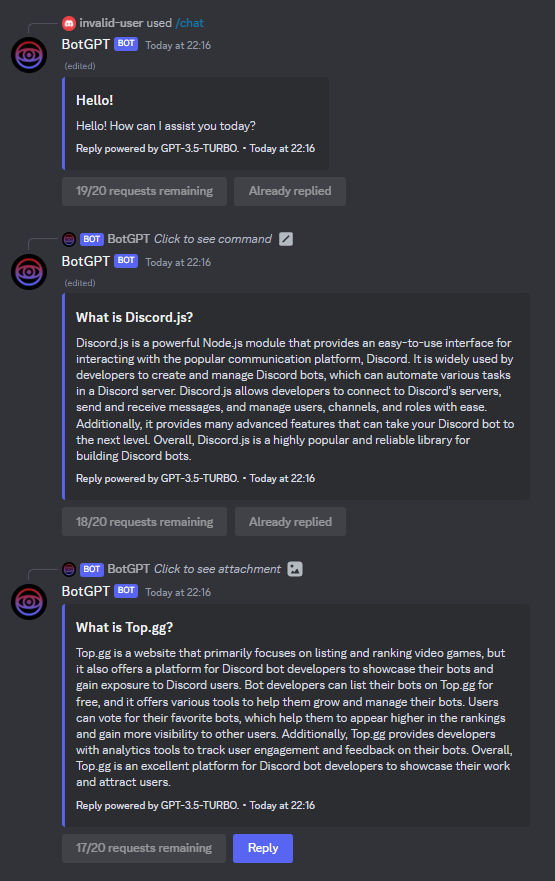 invalid-user used /chat
BotGPT BOT Today at 22:16
(edited)
Hello!
Hello! How can I assist you today?
Reply powered by GPT-3.5-TURBO. • Today at 22:16
19/20 requests remaining Already replied
BOT BotGPT Click to see command
BotGPT BOT Today at 22:16
(edited)
What is Discord.js?
Discord.js is a powerful Node.js module that provides an easy-to-use interface for
interacting with the popular communication platform, Discord. It is widely used by
developers to create and manage Discord bots, which can automate various tasks
in a Discord server. Discord.js allows developers to connect to Discord's servers,
send and receive messages, and manage users, channels, and roles with ease.
Additionally, it provides many advanced features that can take your Discord bot to
the next level. Overall, Discord.js is a highly popular and reliable library for
building Discord bots.
Reply powered by GPT-3.5-TURBO. • Today at 22:16
18/20 requests remaining Already replied
BOT BotGPT Click to see attachment
BotGPT BOT Today at 22:16
What is Top.gg?
Top.gg is a website that primarily focuses on listing and ranking video games, but
it also offers a platform for Discord bot developers to showcase their bots and
gain exposure to Discord users. Bot developers can list their bots on Top.gg for
free, and it offers various tools to help them grow and manage their bots. Users
can vote for their favorite bots, which help them to appear higher in the rankings
and gain more visibility to other users. Additionally, Top.gg provides developers
with analytics tools to track user engagement and feedback on their bots. Overall,
Top.gg is an excellent platform for Discord bot developers to showcase their work
and attract users.
Reply powered by GPT-3.5-TURBO. • Today at 22:16
17/20 requests remaining Reply